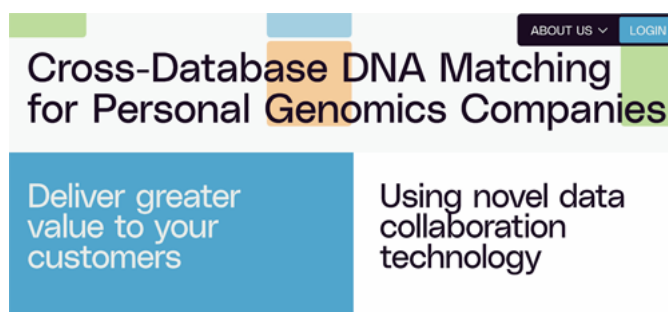 ABOUT US
LOGIN
Cross-Database DNA Matching
for Personal Genomics Companies
Deliver greater
value to your
customers
Using novel data
collaboration
technology